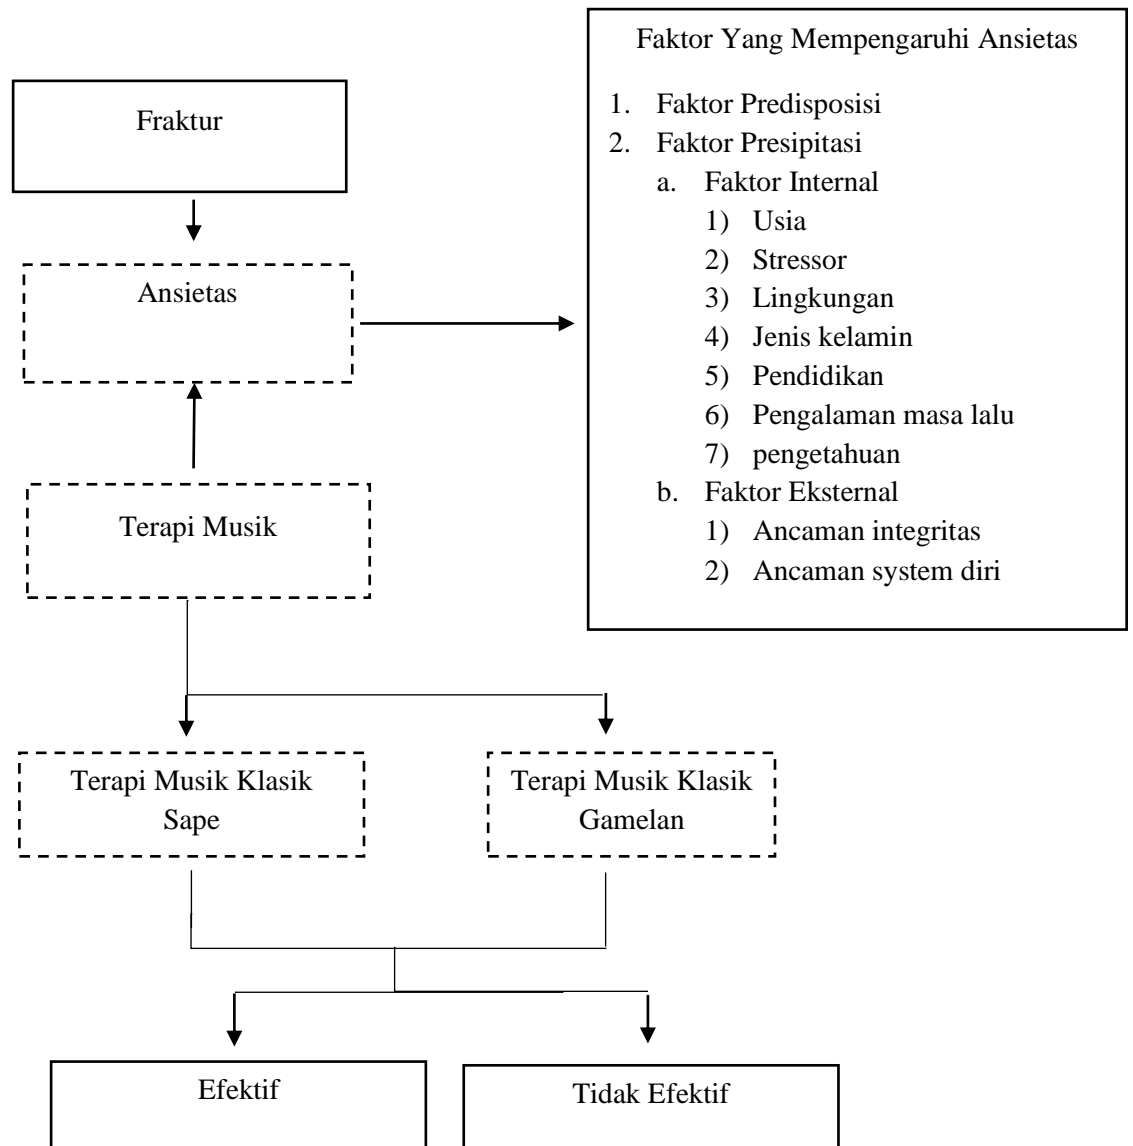 Faktor Yang Mempengaruhi Ansietas
1. Faktor Predisposisi
2. Faktor Presipitasi
a. Faktor Internal
1) Usia
2) Stressor
3) Lingkungan
4) Jenis kelamin
5) Pendidikan
6) Pengalaman masa lalu
7) pengetahuan
b. Faktor Eksternal
1) Ancaman integritas
2) Ancaman system diri
Fraktur
Ansietas
Terapi Musik
Terapi Musik Klasik
Sape
Terapi Musik Klasik
Gamelan
Efektif
Tidak Efektif